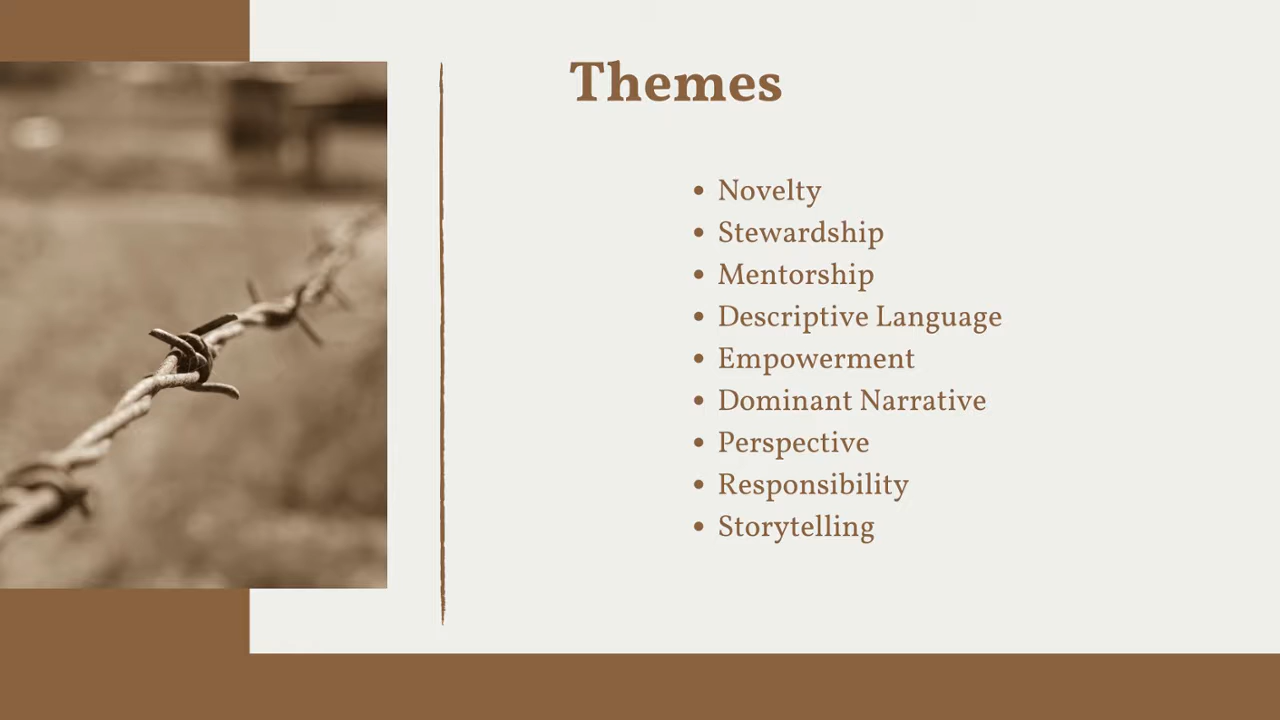 Themes
• Novelty
• Stewardship
• Mentorship
• Descriptive Language
• Empowerment
• Dominant Narrative
• Perspective
• Responsibility
• Storytelling